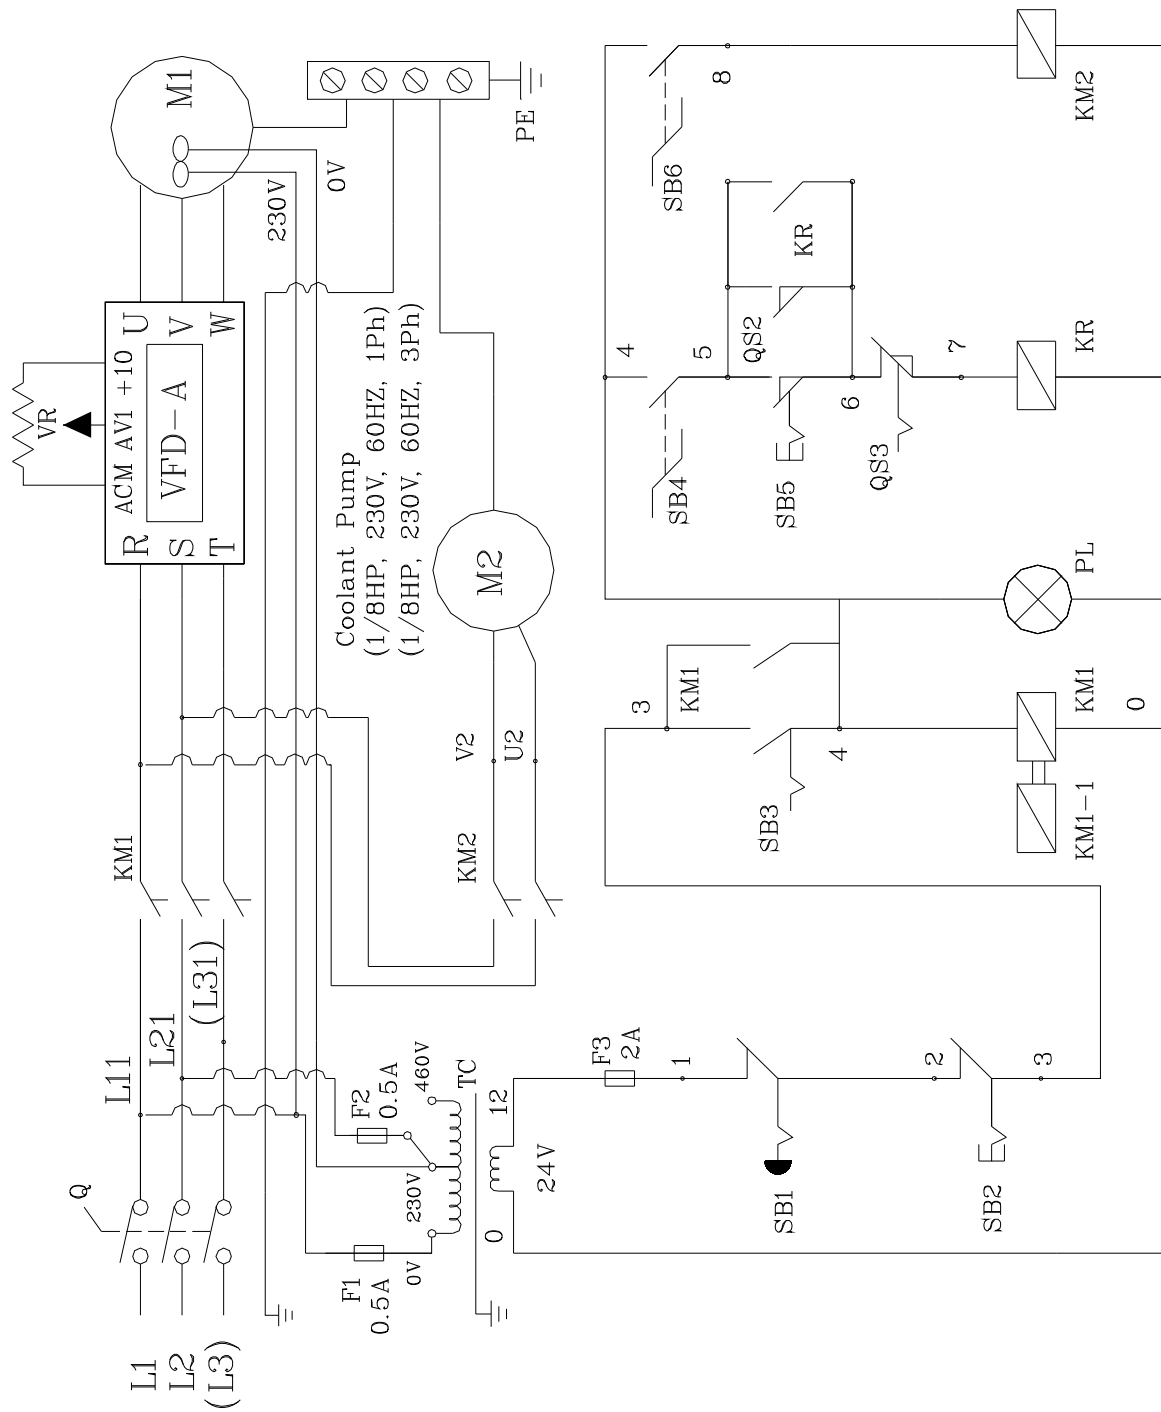 L1
L2
(L3)
Q
L11
L21
(L31)
KM1
R
S
T
ACM AV1 +10
VFD-A
U
V
W
VR
M1
230V
0V
PE
Coolant Pump
(1/8HP, 230V, 60HZ, 1Ph)
(1/8HP, 230V, 60HZ, 3Ph)
M2
V2
U2
KM2
F1
0.5A
F2
0.5A
0V
230V
460V
TC
0
12
24V
F3
2A
1
SB1
2
SB2
3
3
KM1
SB3
4
KM1-1
KM1
0
PL
4
SB4
5
QS2
KR
SB5
6
QS3
7
KR
SB6
8
KM2